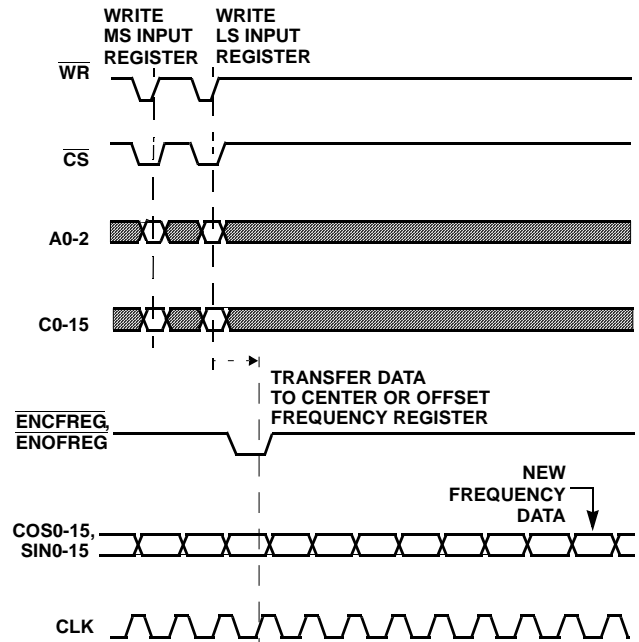 WRITE
MS INPUT
REGISTER
WRITE
LS INPUT
REGISTER
WR
CS
A0-2
C0-15
TRANSFER DATA
TO CENTER OR OFFSET
FREQUENCY REGISTER
ENCFREG,
ENOFREG
NEW
FREQUENCY
DATA
COS0-15,
SIN0-15
CLK